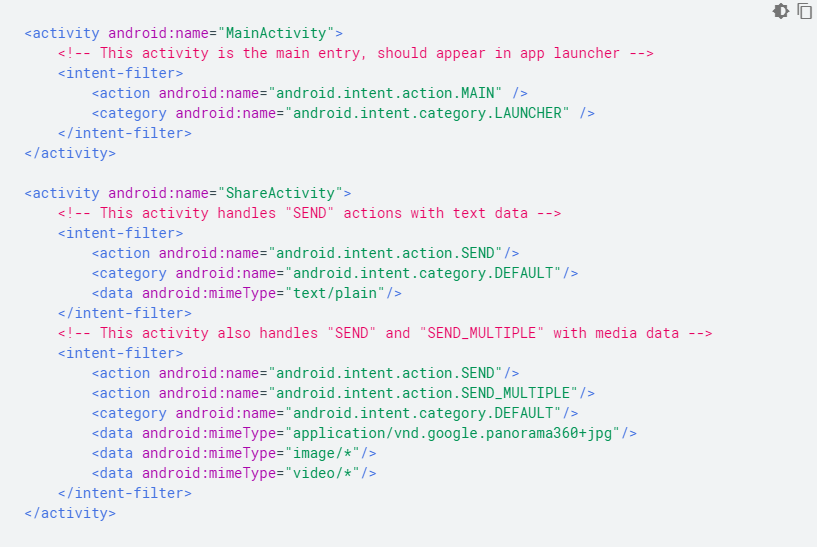 <activity android:name="MainActivity">
    <!-- This activity is the main entry, should appear in app launcher -->
    <intent-filter>
        <action android:name="android.intent.action.MAIN" />
        <category android:name="android.intent.category.LAUNCHER" />
    </intent-filter>
</activity>

<activity android:name="ShareActivity">
    <!-- This activity handles "SEND" actions with text data -->
    <intent-filter>
        <action android:name="android.intent.action.SEND"/>
        <category android:name="android.intent.category.DEFAULT"/>
        <data android:mimeType="text/plain"/>
    </intent-filter>
    <!-- This activity also handles "SEND" and "SEND_MULTIPLE" with media data -->
    <intent-filter>
        <action android:name="android.intent.action.SEND"/>
        <action android:name="android.intent.action.SEND_MULTIPLE"/>
        <category android:name="android.intent.category.DEFAULT"/>
        <data android:mimeType="application/vnd.google.panorama360+jpg"/>
        <data android:mimeType="image/*"/>
        <data android:mimeType="video/*"/>
    </intent-filter>
</activity>